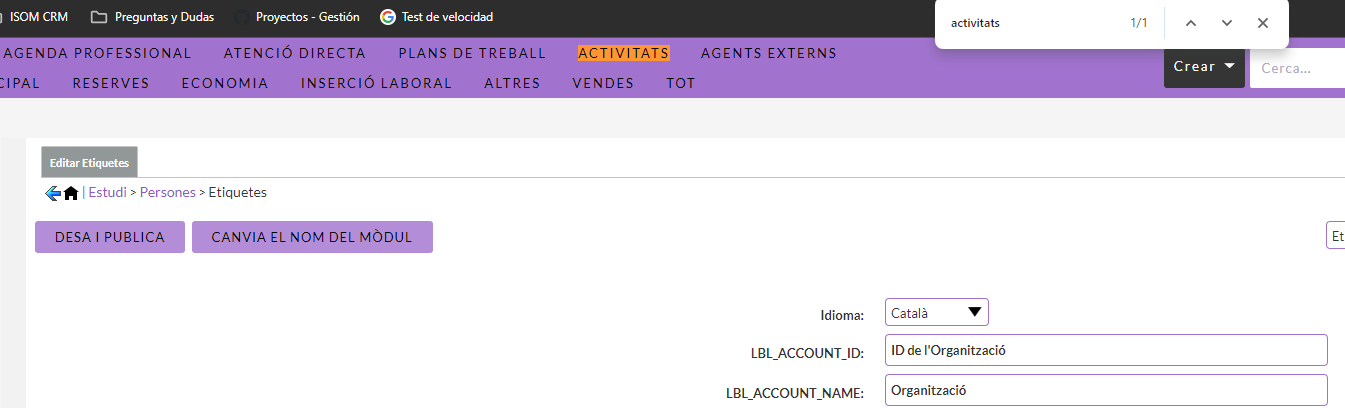 ISOM CRM Preguntas y Dudas Proyectos - Gestión Test de velocidad
activitats 1/1
AGENDA PROFESSIONAL ATENCIÓ DIRECTA PLANS DE TREBALL ACTIVITATS AGENTS EXTERNS
CIPAL RESERVES ECONOMIA INSERCIÓ LABORAL ALTRES VENDES TOT
Crear Cerca...
Editar Etiquetes
| Estudi > Persones > Etiquetes
DESA I PUBLICA CANVIA EL NOM DEL MÒDUL
Et
Idioma: Català
LBL_ACCOUNT_ID: ID de l'Organització
LBL_ACCOUNT_NAME: Organització